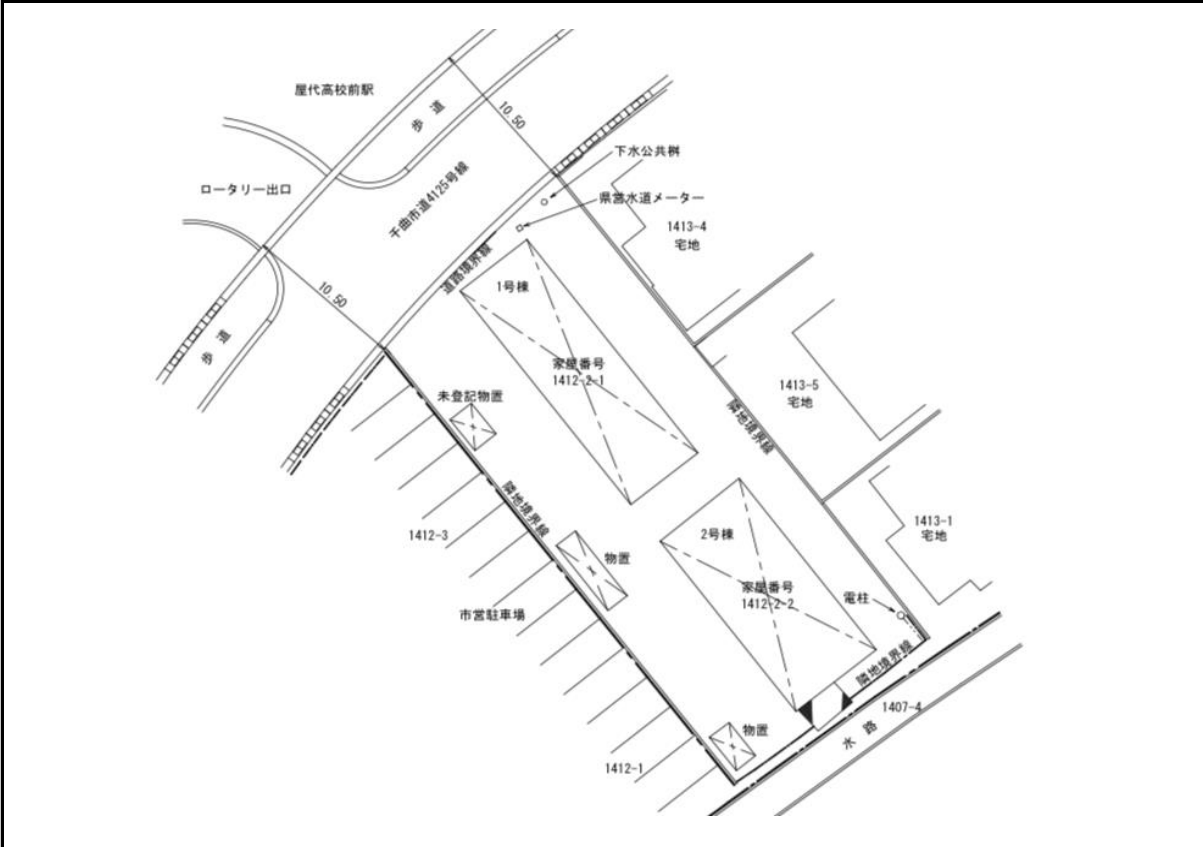 屋代高校前駅
歩道
10.50
下水公共桝
千曲市道4125号線
県営水道メーター
ロータリー出口
1413-4
宅地
道路境界線
1号棟
10.50
歩道
家屋番号
1412-2-1
1413-5
宅地
未登記物置
隣地境界線
隣地境界線
1412-3
1413-1
宅地
2号棟
物置
家屋番号
1412-2-2
電柱
市営駐車場
隣地境界線
1407-4
水路
物置
1412-1